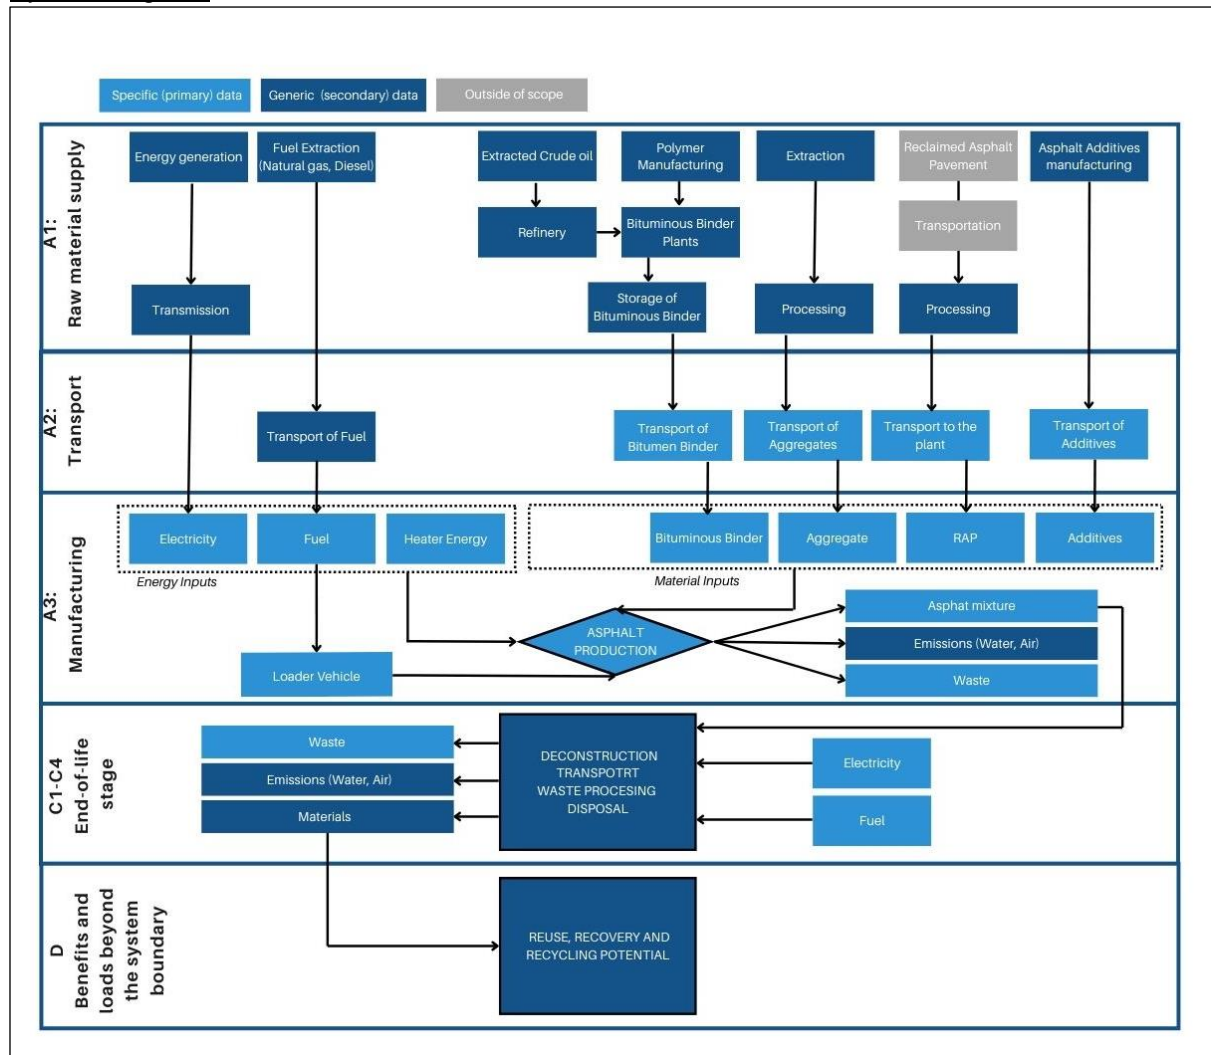 Specific (primary) data
Generic (secondary) data
Outside of scope
A1:
Raw material supply
Energy generation
Fuel Extraction
(Natural gas, Diesel)
Extracted Crude oil
Polymer
Manufacturing
Extraction
Reclaimed Asphalt
Pavement
Asphalt Additives
manufacturing
Refinery
Bituminous Binder
Plants
Transportation
Transmission
Storage of
Bituminous Binder
Processing
Processing
A2:
Transport
Transport of Fuel
Transport of
Bitumen Binder
Transport of
Aggregates
Transport to the
plant
Transport of
Additives
A3:
Manufacturing
Electricity
Fuel
Heater Energy
Bituminous Binder
Aggregate
RAP
Additives
Energy Inputs
Material Inputs
ASPHALT
PRODUCTION
Asphat mixture
Emissions (Water, Air)
Waste
Loader Vehicle
C1-C4
End-of-life
stage
Waste
Emissions (Water, Air)
Materials
DECONSTRUCTION
TRANSPOTRT
WASTE PROCESING
DISPOSAL
Electricity
Fuel
D
Benefits and
loads beyond
the system
boundary
REUSE, RECOVERY AND
RECYCLING POTENTIAL